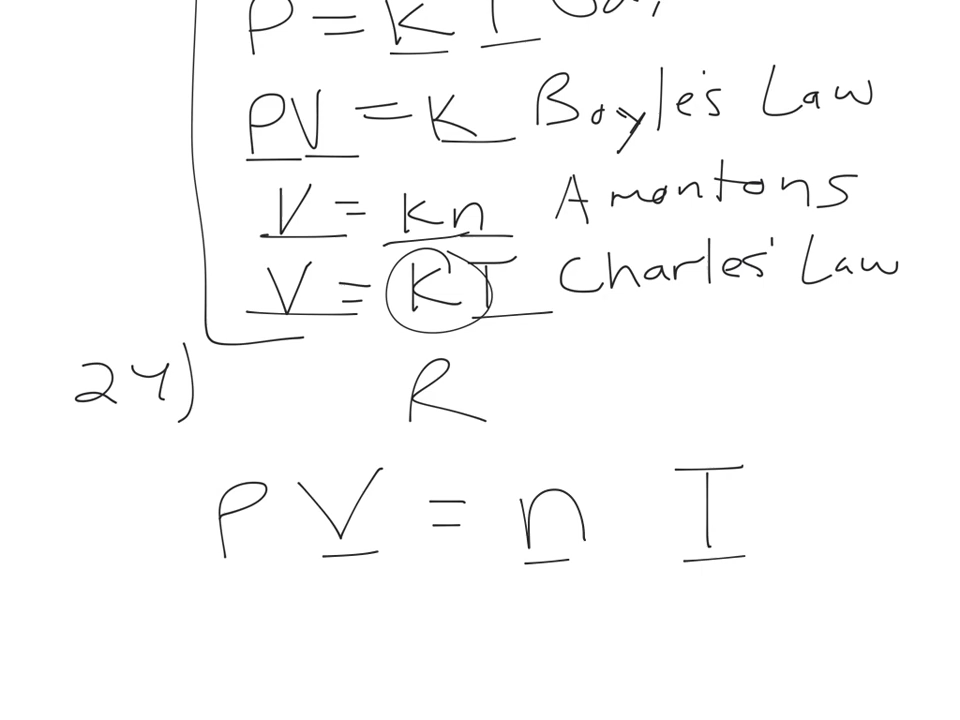 P = K T
PV = K Boyle's Law
V = Kn Amontons
V = KT Charles' Law
24) R
PV = n T